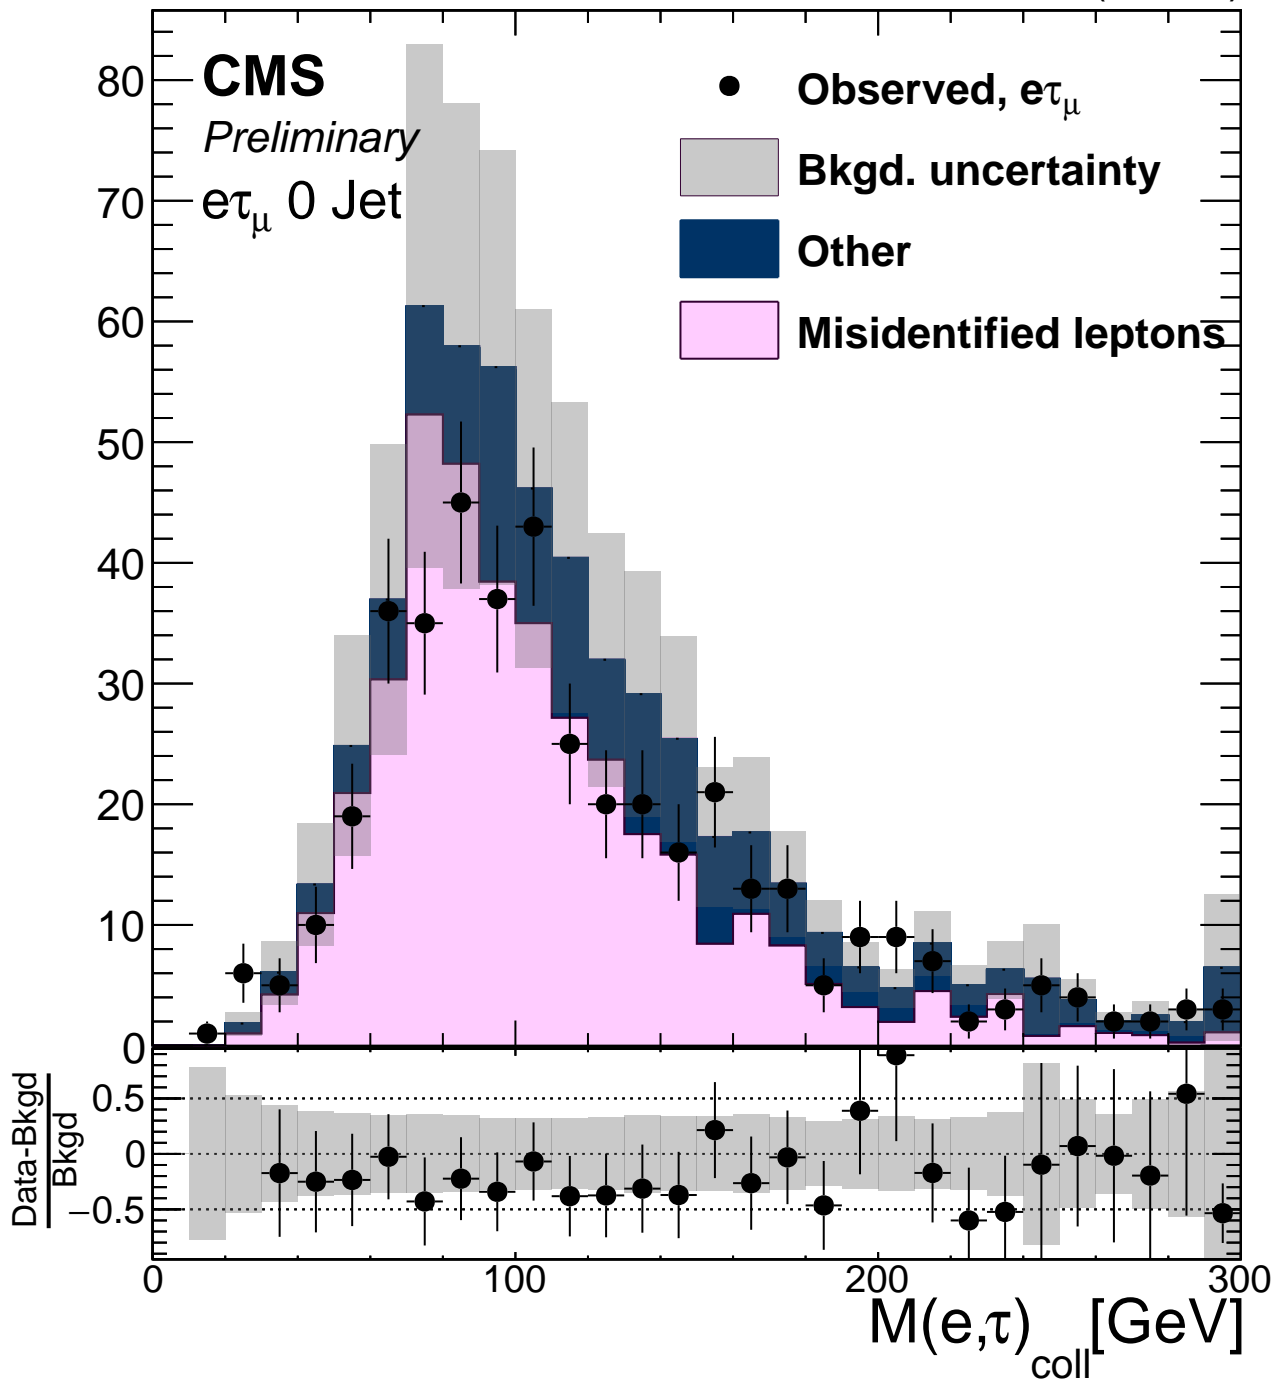 CMS
Preliminary
eτμ 0 Jet
Observed, eτμ
Bkgd. uncertainty
Other
Misidentified leptons
80
70
60
50
40
30
20
10
0
Data-Bkgd
Bkgd
0.5
0
−0.5
0 100 200 300
M(e,τ)coll [GeV]